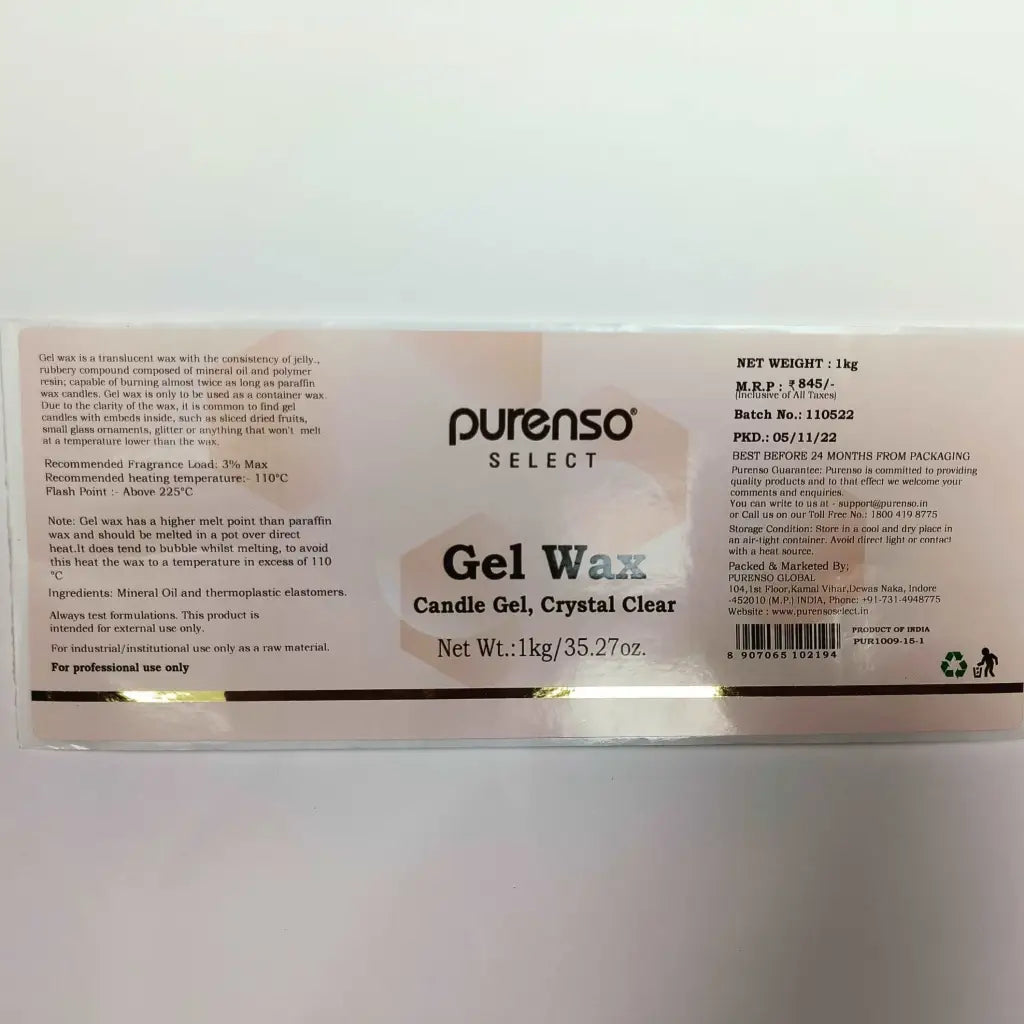 Gel wax is a translucent wax with the consistency of jelly.,
rubbery compound composed of mineral oil and polymer
resin; capable of burning almost twice as long as paraffin
wax candles. Gel wax is only to be used as a container wax.
Due to the clarity of the wax, it is common to find gel
candles with embeds inside, such as sliced dried fruits,
small glass ornaments, glitter or anything that won't melt
at a temperature lower than the wax.
Recommended Fragrance Load: 3% Max
Recommended heating temperature:- 110°C
Flash Point :- Above 225°C
Note: Gel wax has a higher melt point than paraffin
wax and should be melted in a pot over direct
heat.It does tend to bubble whilst melting, to avoid
this heat the wax to a temperature in excess of 110
°C
Ingredients: Mineral Oil and thermoplastic elastomers.
Always test formulations. This product is
intended for external use only.
For industrial/institutional use only as a raw material.
For professional use only
purenso®
SELECT
Gel Wax
Candle Gel, Crystal Clear
Net Wt.:1kg/35.27oz.
NET WEIGHT : 1kg
M.R.P : ₹ 845/-
(Inclusive of All Taxes)
Batch No.: 110522
PKD.: 05/11/22
BEST BEFORE 24 MONTHS FROM PACKAGING
Purenso Guarantee: Purenso is committed to providing
quality products and to that effect we welcome your
comments and enquiries.
You can write to us at - support@purenso.in
or Call us on our Toll Free No.: 1800 419 8775
Storage Condition: Store in a cool and dry place in
an air-tight container. Avoid direct light or contact
with a heat source.
Packed & Marketed By;
PURENSO GLOBAL
104,1st Floor,Kamal Vihar,Dewas Naka, Indore
-452010 (M.P.) INDIA, Phone: +91-731-4948775
Website : www.purensoselect.in
8 907065 102194
PRODUCT OF INDIA
PUR1009-15-1